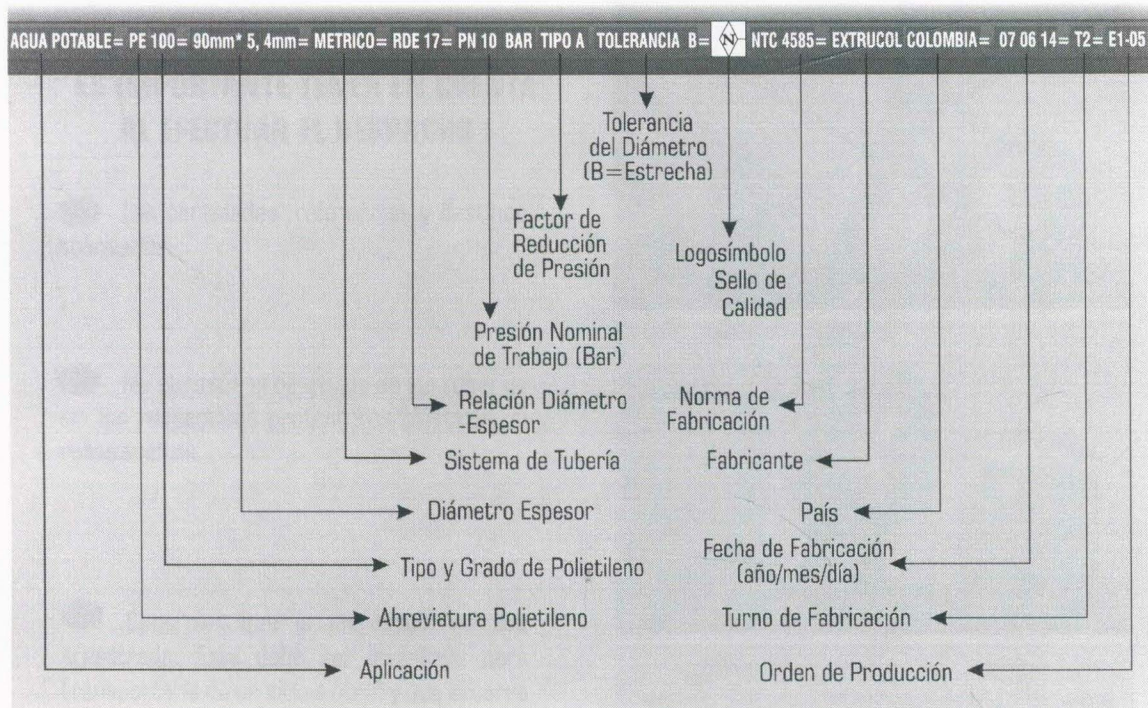 AGUA POTABLE= PE 100= 90mm* 5, 4mm= METRICO= RDE 17= PN 10 BAR TIPO A TOLERANCIA B= N NTC 4585= EXTRUCOL COLOMBIA= 07 06 14= T2= E1-05
Tolerancia
del Diámetro
(B=Estrecha)
Factor de
Reducción
de Presión
Logosímbolo
Sello de
Calidad
Presión Nominal
de Trabajo (Bar)
Relación Diámetro
-Espesor
Norma de
Fabricación
Sistema de Tubería
Fabricante
Diámetro Espesor
País
Tipo y Grado de Polietileno
Fecha de Fabricación
(año/mes/día)
Abreviatura Polietileno
Turno de Fabricación
Aplicación
Orden de Producción